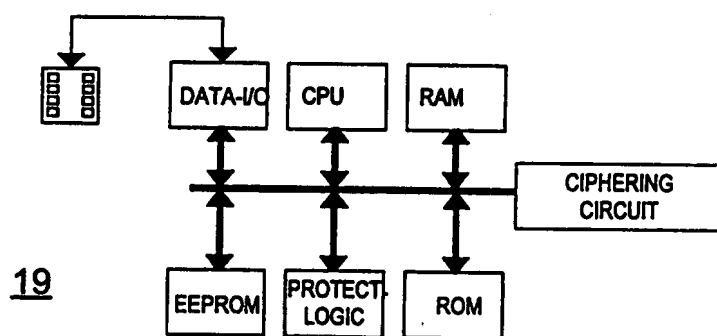 DATA-I/O
CPU
RAM
CIPHERING
CIRCUIT
19
EEPROM
PROTECT.
LOGIC
ROM